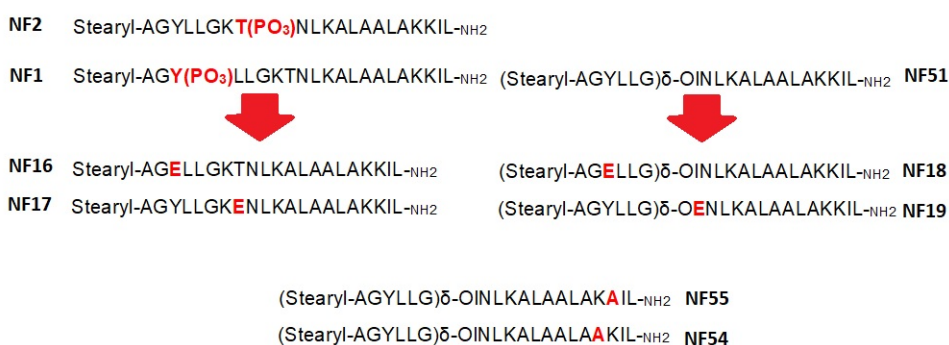 NF2 Stearyl-AGYLLGKT(PO₃)NLKALAALAKKIL-NH2
NF1 Stearyl-AGY(PO₃)LLGKTNLKALAALAKKIL-NH2 (Stearyl-AGYLLG)δ-OINLKALAALAKKIL-NH2 NF51
NF16 Stearyl-AGELLGKTNLKALAALAKKIL-NH2 (Stearyl-AGELLG)δ-OINLKALAALAKKIL-NH2 NF18
NF17 Stearyl-AGYLLGKENLKALAALAKKIL-NH2 (Stearyl-AGYLLG)δ-OENLKALAALAKKIL-NH2 NF19
(Stearyl-AGYLLG)δ-OINLKALAALAKAIL-NH2 NF55
(Stearyl-AGYLLG)δ-OINLKALAALAAKIL-NH2 NF54